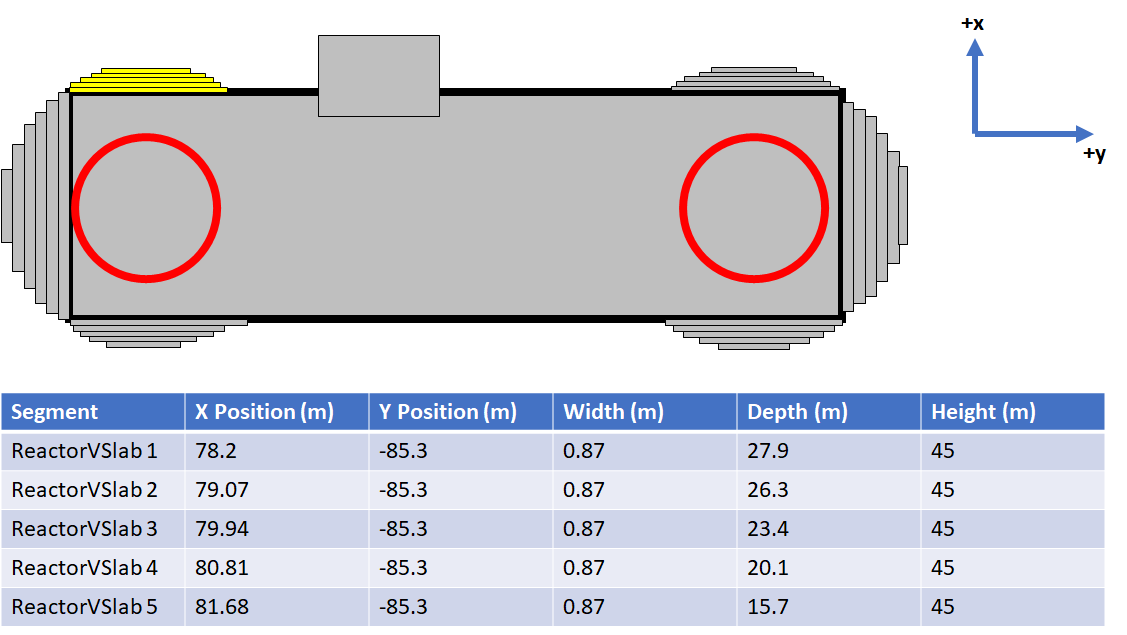 +x
+y
Segment X Position (m) Y Position (m) Width (m) Depth (m) Height (m)
ReactorVSlab 1 78.2 -85.3 0.87 27.9 45
ReactorVSlab 2 79.07 -85.3 0.87 26.3 45
ReactorVSlab 3 79.94 -85.3 0.87 23.4 45
ReactorVSlab 4 80.81 -85.3 0.87 20.1 45
ReactorVSlab 5 81.68 -85.3 0.87 15.7 45